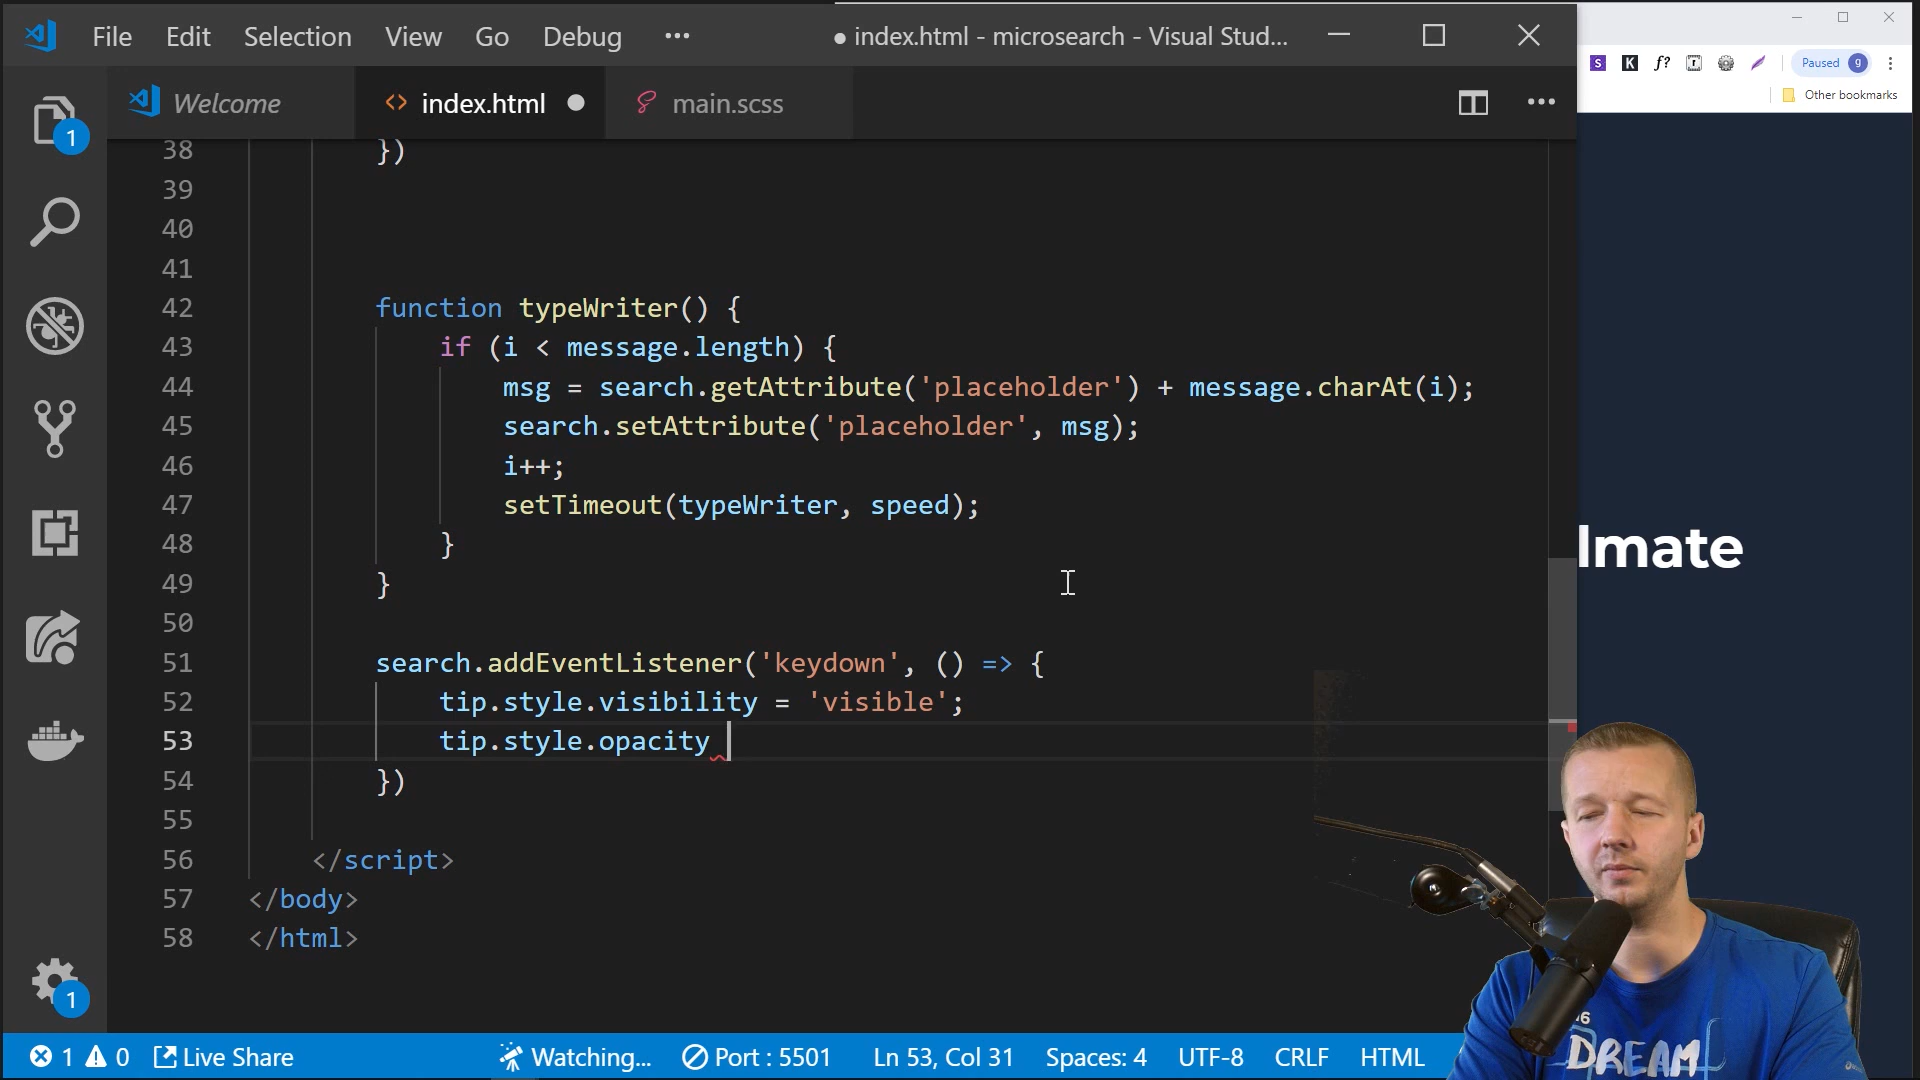 File Edit Selection View Go Debug ••• ● index.html - microsearch - Visual Stud...
Welcome index.html ● main.scss •••
Paused g
Other bookmarks
S K f?
1
38 })
39
40
41
42 function typeWriter() {
43 if (i < message.length) {
44 msg = search.getAttribute('placeholder') + message.charAt(i);
45 search.setAttribute('placeholder', msg);
46 i++;
47 setTimeout(typeWriter, speed);
48 }
49 }
50
51 search.addEventListener('keydown', () => {
52 tip.style.visibility = 'visible';
53 tip.style.opacity
54 })
55
56 </script>
57 </body>
58 </html>
lmate
1
DREAM
1 0 Live Share Watching... Port : 5501 Ln 53, Col 31 Spaces: 4 UTF-8 CRLF HTML